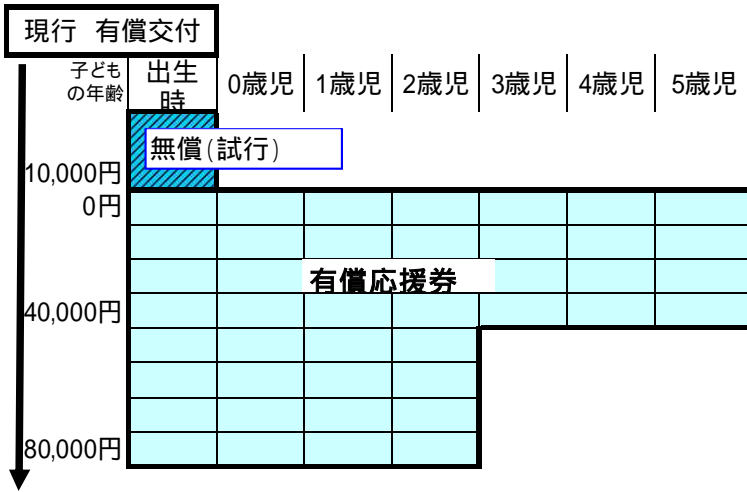 現行 有償交付
子ども
の年齢
出生
時
0歳児
1歳児
2歳児
3歳児
4歳児
5歳児
無償(試行)
10,000円
0円
有償応援券
40,000円
80,000円